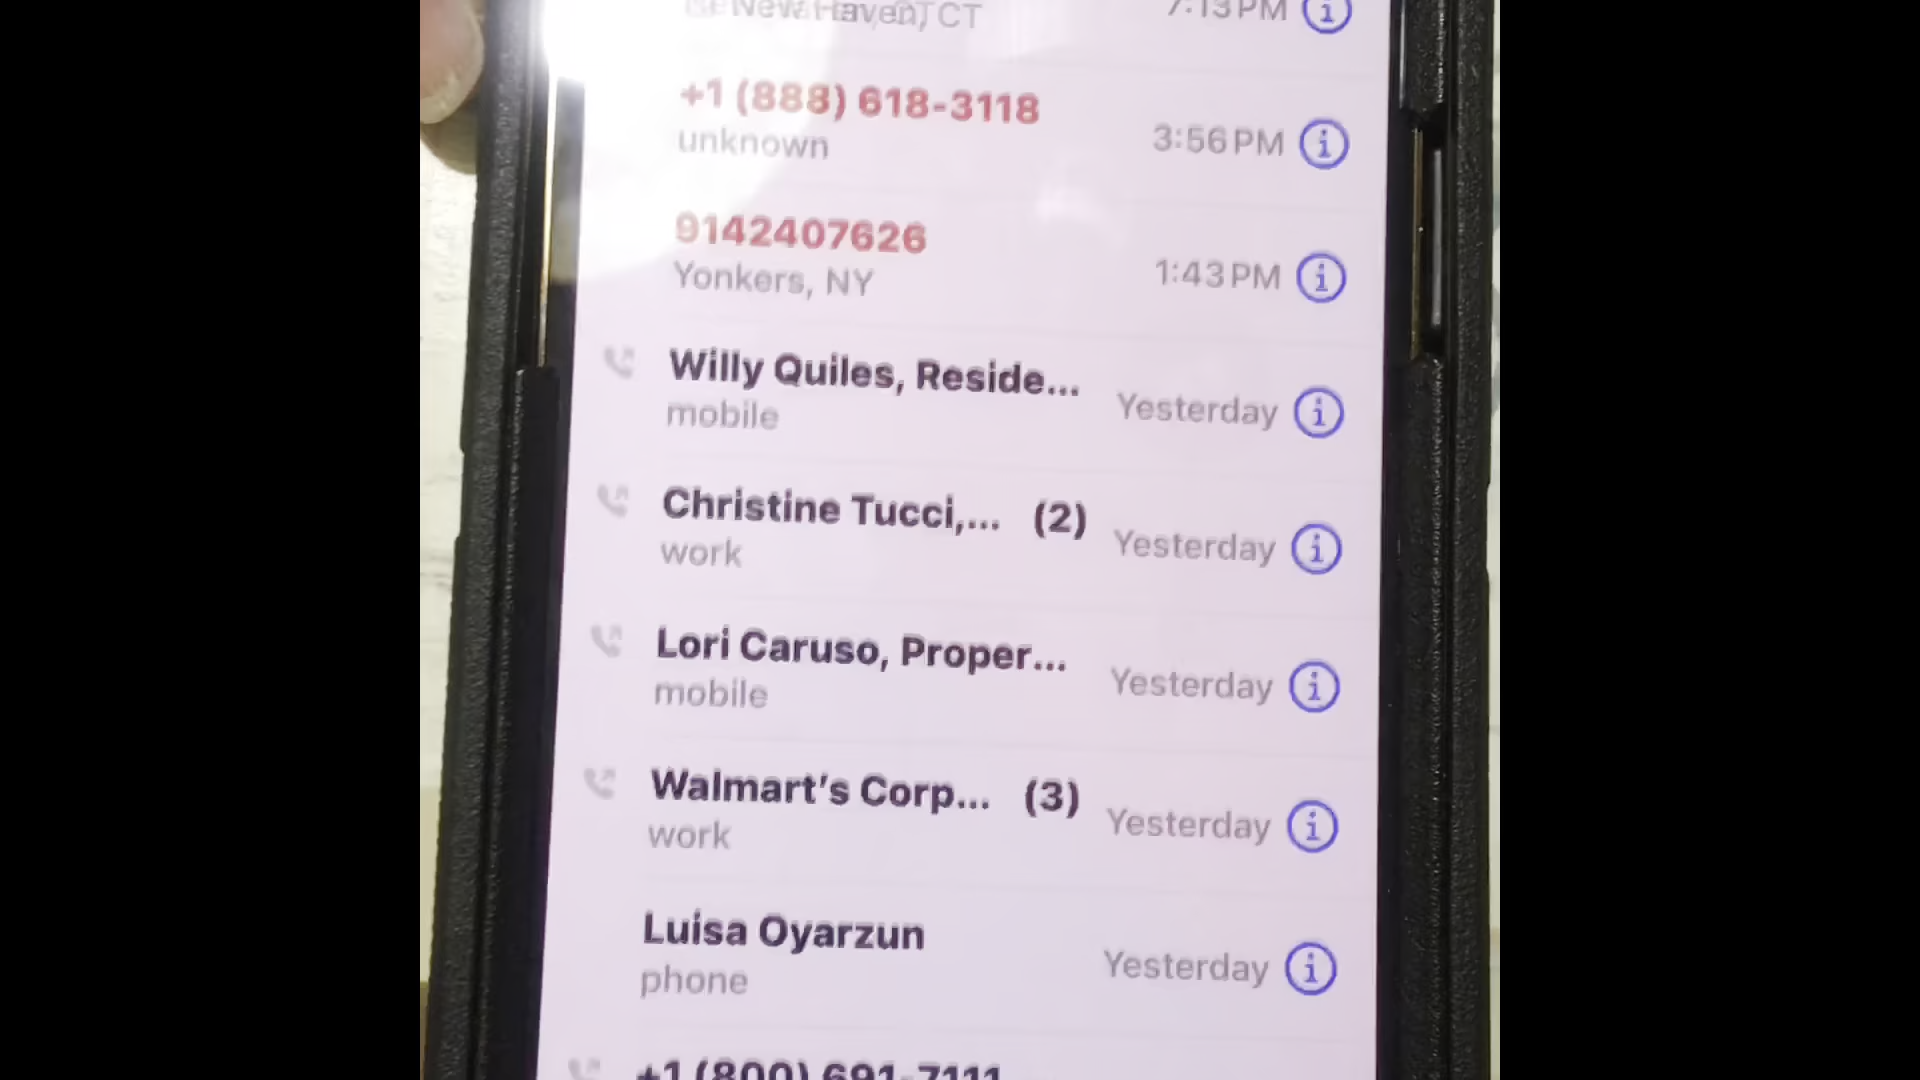 New Haven, CT
7:13 PM
+1 (888) 618-3118
unknown
3:56 PM
9142407626
Yonkers, NY
1:43 PM
Willy Quiles, Reside...
mobile
Yesterday
Christine Tucci,... (2)
work
Yesterday
Lori Caruso, Proper...
mobile
Yesterday
Walmart's Corp... (3)
work
Yesterday
Luisa Oyarzun
phone
Yesterday
+1 (800) 691-7111